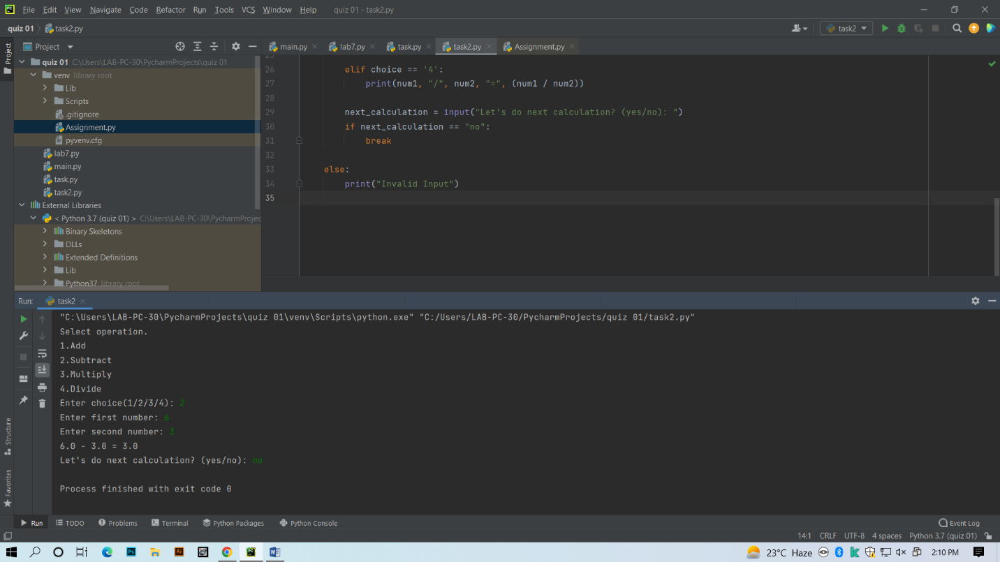 File Edit View Navigate Code Refactor Run Tools VCS Window Help quiz 01 - task2.py
quiz 01 task2.py
task2
Project
main.py lab7.py task.py task2.py Assignment.py
Project
quiz 01 C:\Users\LAB-PC-30\PycharmProjects\quiz 01
venv library root
Lib
Scripts
.gitignore
Assignment.py
pyvenv.cfg
lab7.py
main.py
task.py
task2.py
External Libraries
< Python 3.7 (quiz 01) > C:\Users\LAB-PC-30\PycharmProjec
Binary Skeletons
DLLs
Extended Definitions
Lib
Python37 library root
25
26 elif choice == '4':
27 print(num1, "/", num2, "=", (num1 / num2))
28
29 next_calculation = input("Let's do next calculation? (yes/no): ")
30 if next_calculation == "no":
31 break
32
33 else:
34 print("Invalid Input")
35
Run: task2
"C:\Users\LAB-PC-30\PycharmProjects\quiz 01\venv\Scripts\python.exe" "C:/Users/LAB-PC-30/PycharmProjects/quiz 01/task2.py"
Select operation.
1.Add
2.Subtract
3.Multiply
4.Divide
Enter choice(1/2/3/4): 2
Enter first number: 6
Enter second number: 3
6.0 - 3.0 = 3.0
Let's do next calculation? (yes/no): no
Process finished with exit code 0
Structure
Favorites
Run TODO Problems Terminal Python Packages Python Console Event Log
14:1 CRLF UTF-8 4 spaces Python 3.7 (quiz 01)
23°C Haze 2:10 PM